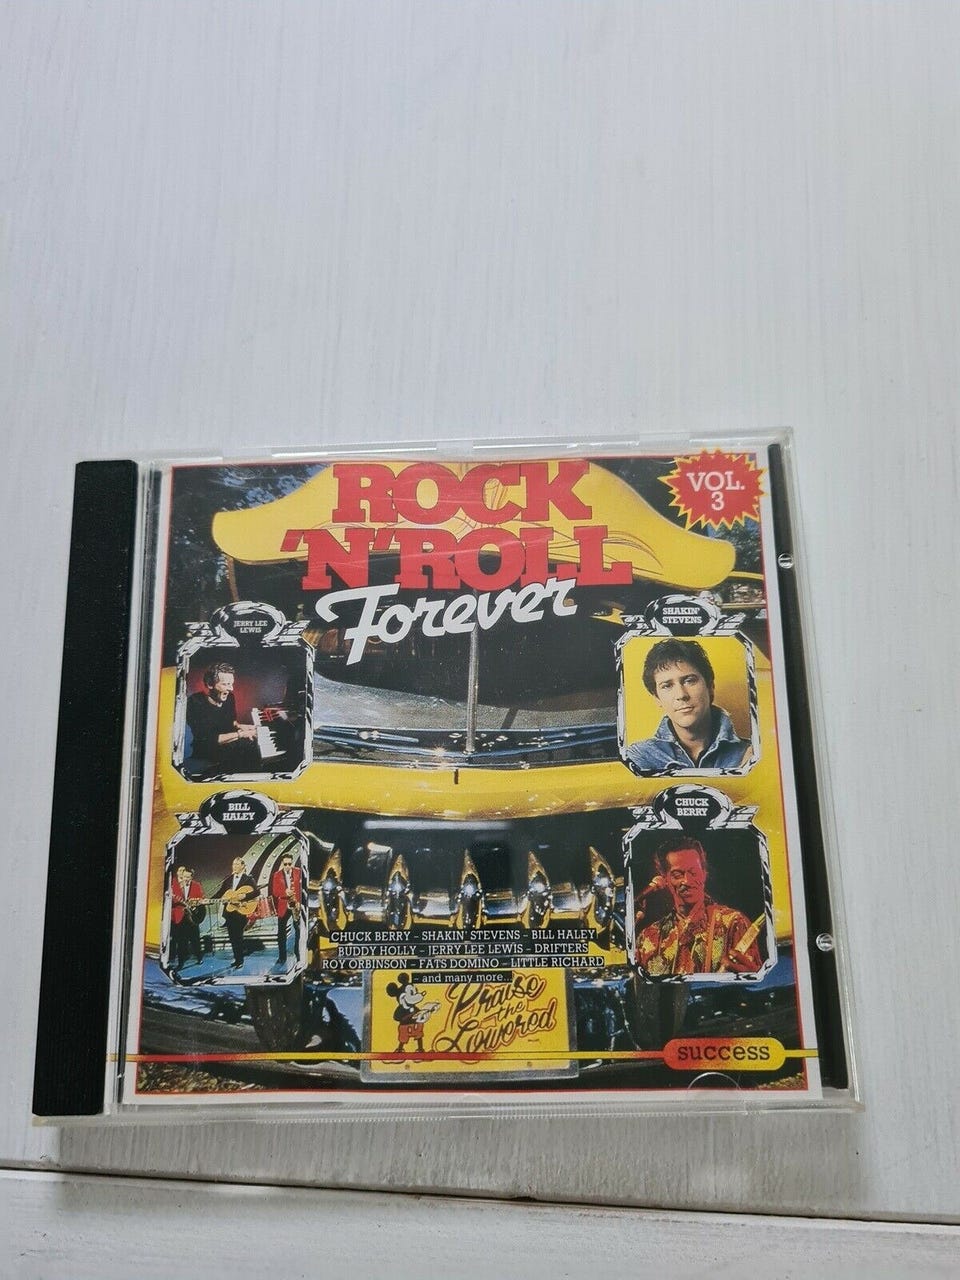 ROCK
'N' ROLL
Forever
VOL.
3
JERRY LEE
LEWIS
SHAKIN'
STEVENS
BILL
HALEY
CHUCK
BERRY
CHUCK BERRY - SHAKIN' STEVENS - BILL HALEY
BUDDY HOLLY - JERRY LEE LEWIS - DRIFTERS
ROY ORBINSON - FATS DOMINO - LITTLE RICHARD
- and many more...
Praise
the
Lowered
success